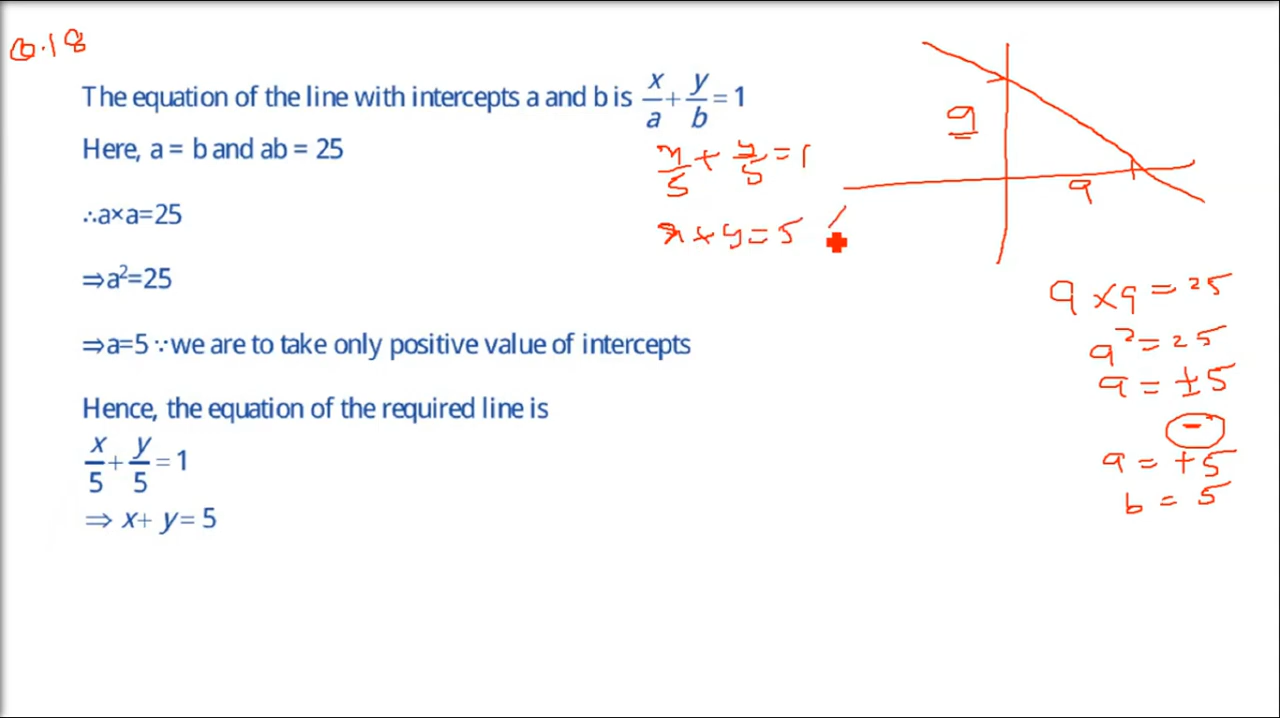 Q.18
The equation of the line with intercepts a and b is x/a + y/b = 1
Here, a = b and ab = 25
x/5 + y/5 = 1
∴a×a=25
x + y = 5
⇒a²=25
⇒a=5 ∵we are to take only positive value of intercepts
Hence, the equation of the required line is
x/5 + y/5 = 1
⇒ x+ y= 5
a
a
a × a = 25
a² = 25
a = ±5
-
a = +5
b = 5